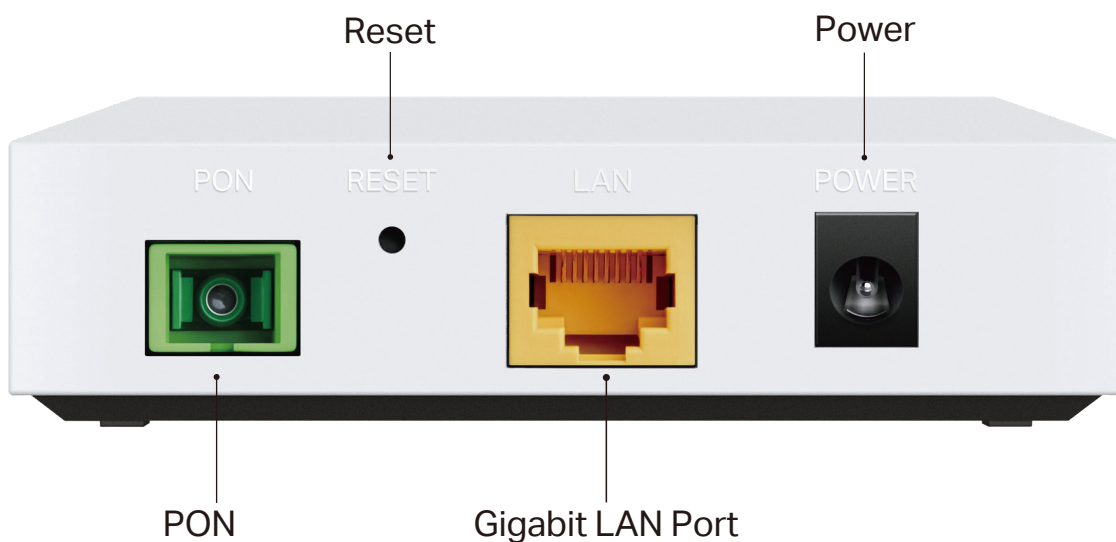 Reset
Power
PON
RESET
LAN
POWER
PON
Gigabit LAN Port